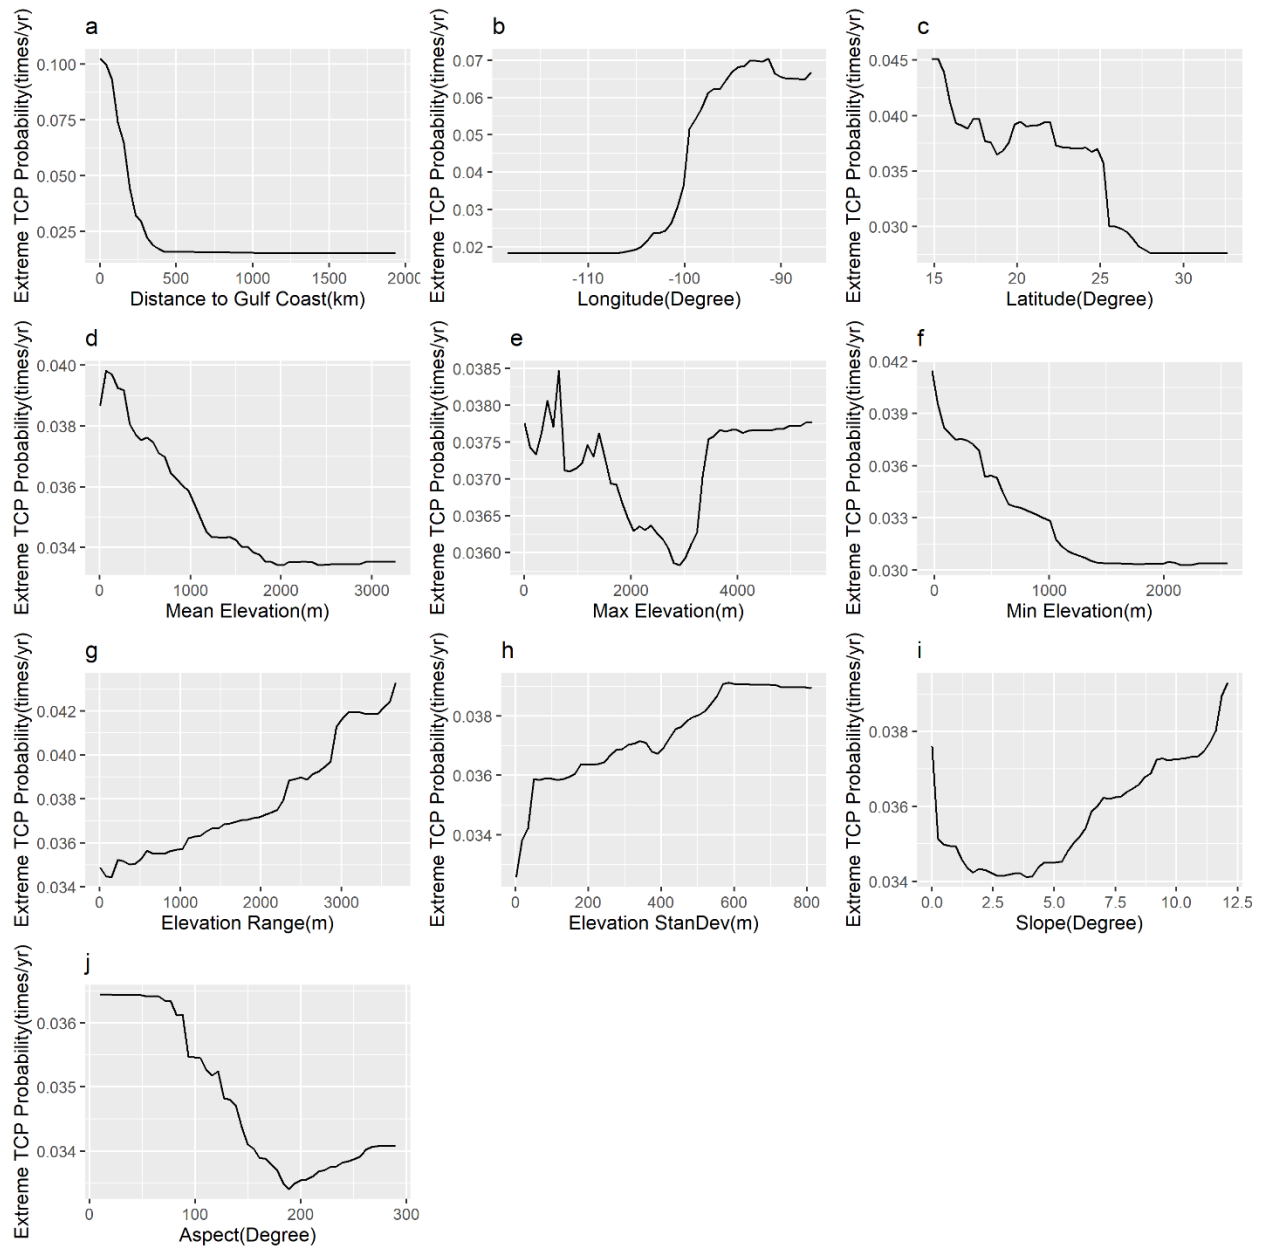 a
Extreme TCP Probability(times/yr)
0.100
0.075
0.050
0.025
0 500 1000 1500 2000
Distance to Gulf Coast(km)
b
Extreme TCP Probability(times/yr)
0.07
0.06
0.05
0.04
0.03
0.02
-110 -100 -90
Longitude(Degree)
c
Extreme TCP Probability(times/yr)
0.045
0.040
0.035
0.030
15 20 25 30
Latitude(Degree)
d
Extreme TCP Probability(times/yr)
0.040
0.038
0.036
0.034
0 1000 2000 3000
Mean Elevation(m)
e
Extreme TCP Probability(times/yr)
0.0385
0.0380
0.0375
0.0370
0.0365
0.0360
0 2000 4000
Max Elevation(m)
f
Extreme TCP Probability(times/yr)
0.042
0.039
0.036
0.033
0.030
0 1000 2000
Min Elevation(m)
g
Extreme TCP Probability(times/yr)
0.042
0.040
0.038
0.036
0.034
0 1000 2000 3000
Elevation Range(m)
h
Extreme TCP Probability(times/yr)
0.038
0.036
0.034
0 200 400 600 800
Elevation StanDev(m)
i
Extreme TCP Probability(times/yr)
0.038
0.036
0.034
0.0 2.5 5.0 7.5 10.0 12.5
Slope(Degree)
j
Extreme TCP Probability(times/yr)
0.036
0.035
0.034
0 100 200 300
Aspect(Degree)